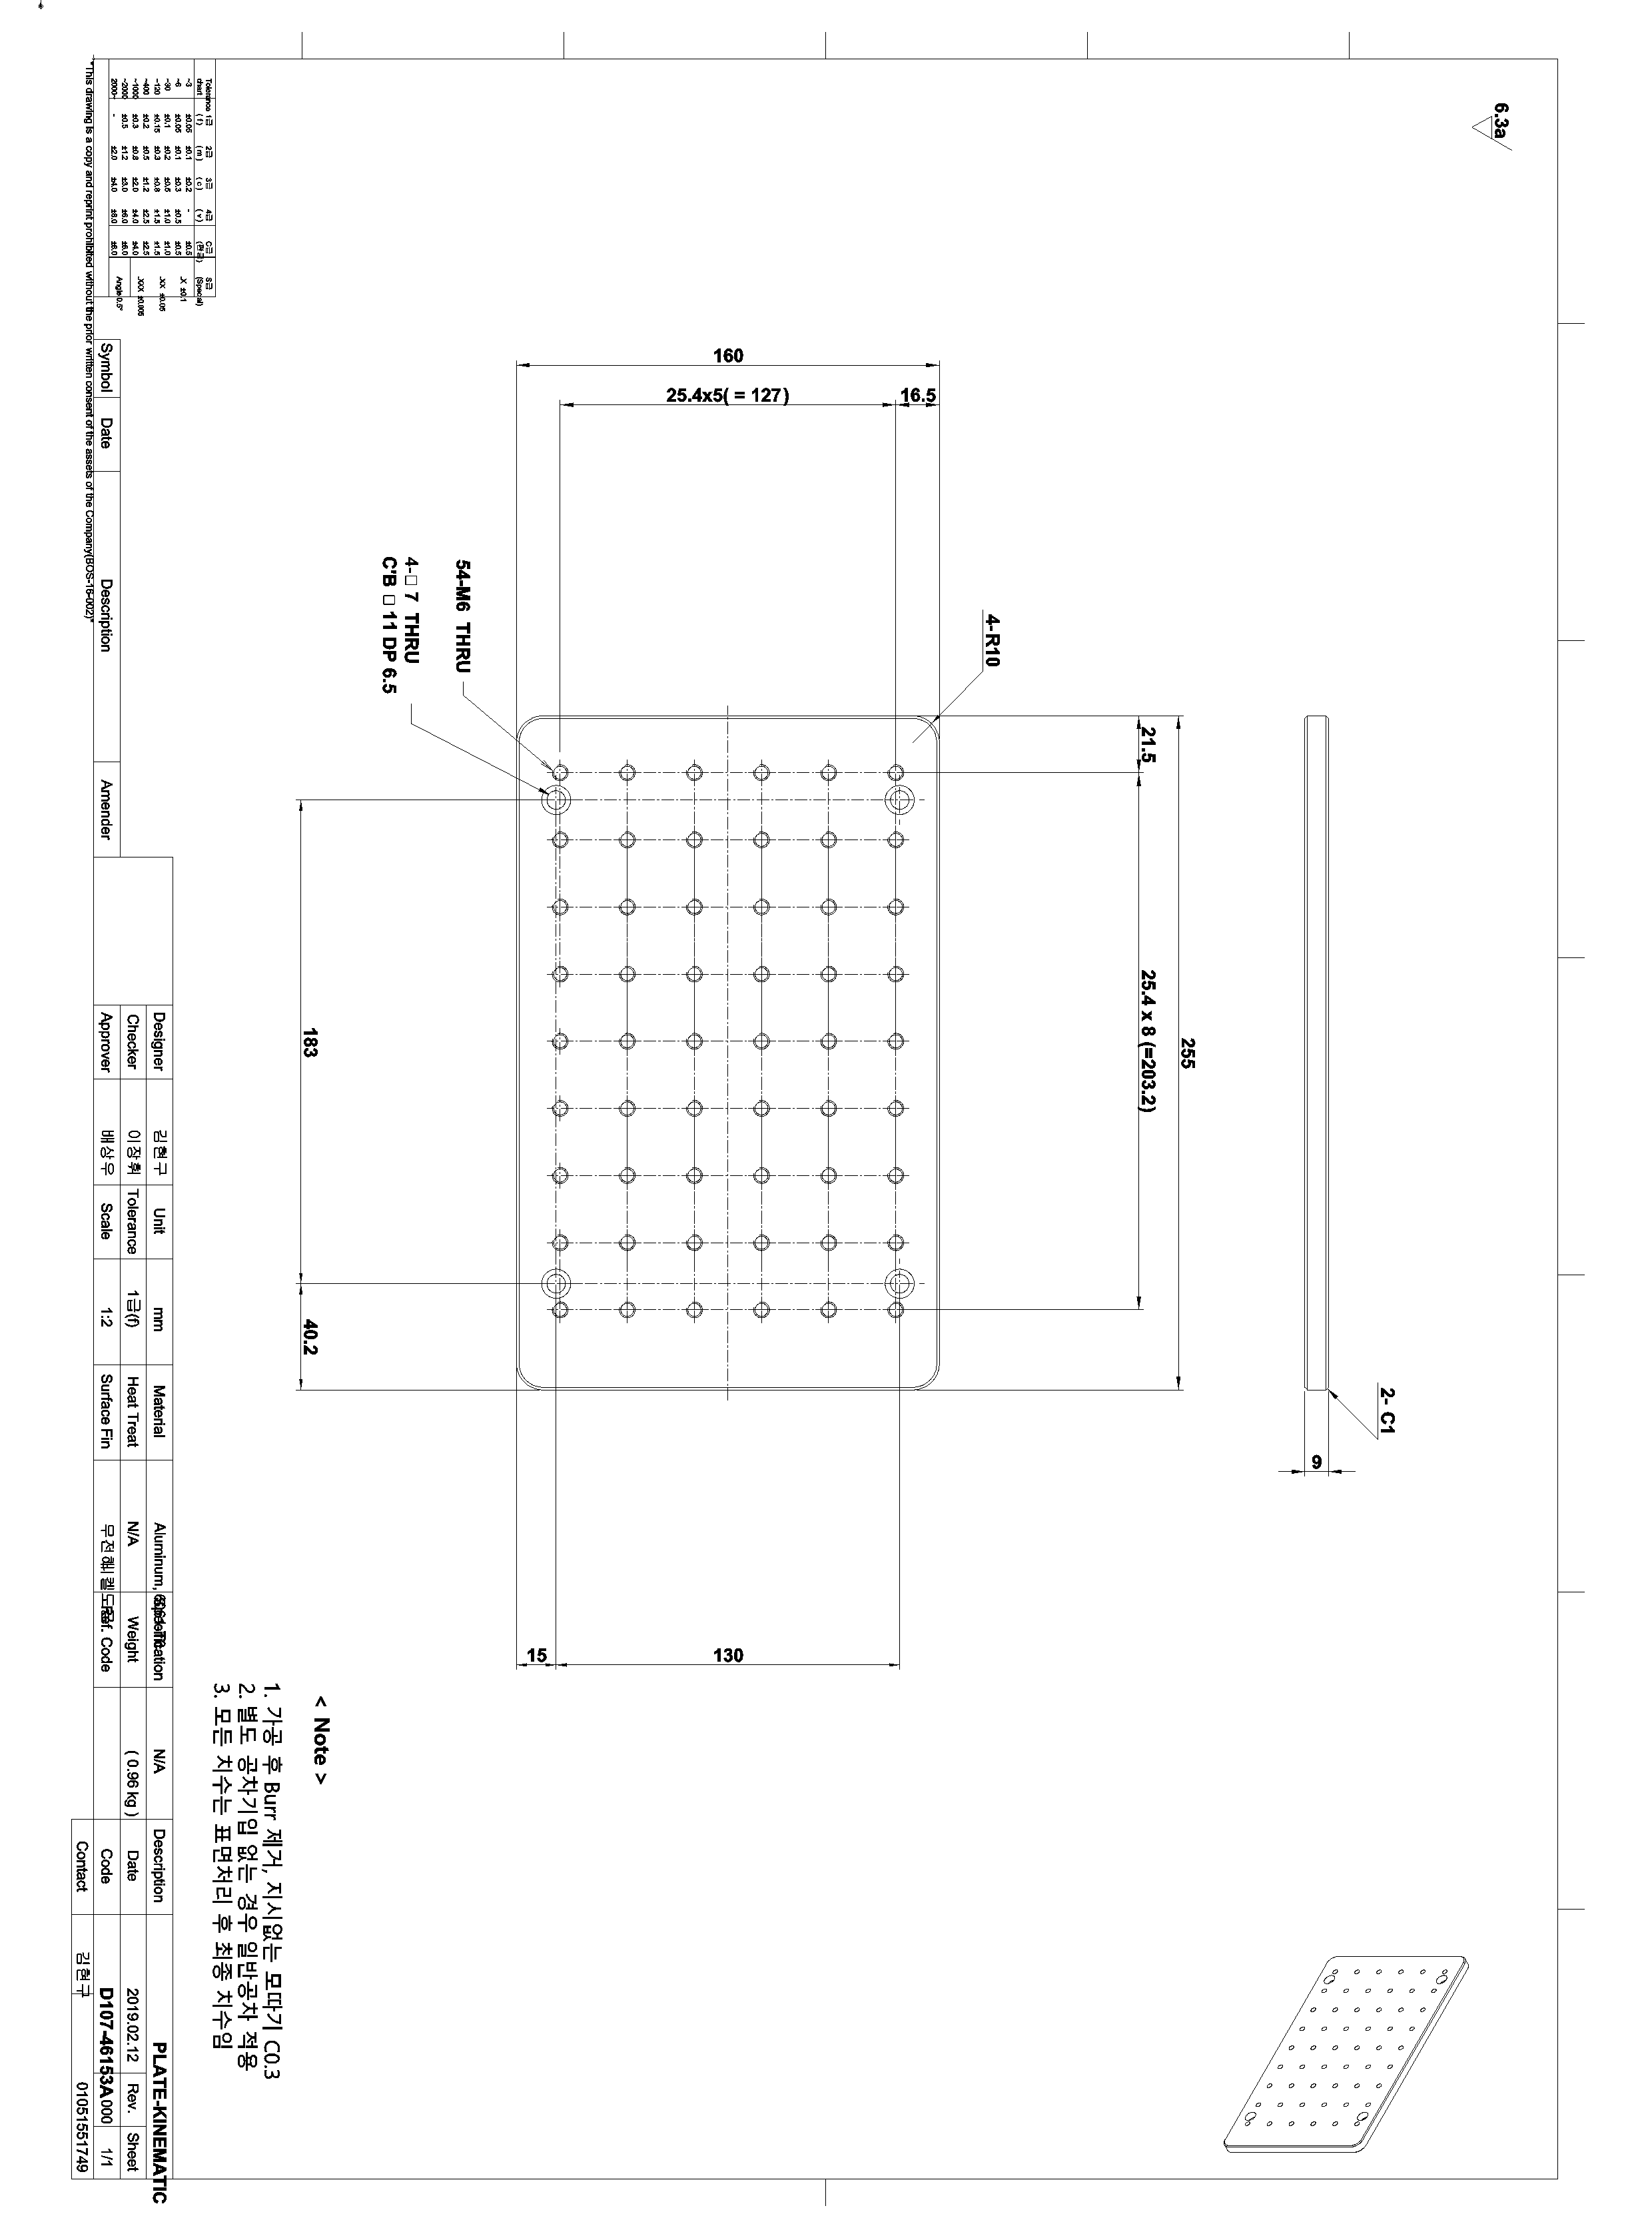 6.3a
2- C1
9
255
21.5
25.4 x 8 (=203.2)
4-R10
160
25.4x5( = 127)
16.5
54-M6 THRU
4-□ 7 THRU
C'B □ 11 DP 6.5
183
40.2
15
130
< Note >
1. 가공 후 Burr 제거, 지시없는 모따기 C0.3
2. 별도 공차기입 없는 경우 일반공차 적용
3. 모든 치수는 표면처리 후 최종 치수임
Tolerance chart 1급 (f) 2급 (m) 3급 (c) 4급 (v) C급 S급 (Special)
~3 ±0.05 ±0.1 ±0.2 - ±0.5 .X ±0.1
~6 ±0.05 ±0.1 ±0.3 ±0.5 ±0.5
~30 ±0.1 ±0.2 ±0.5 ±1.0 ±1.0 .XX ±0.05
~120 ±0.15 ±0.3 ±0.8 ±1.5 ±1.5
~400 ±0.2 ±0.5 ±1.2 ±2.5 ±2.5 .XXX ±0.005
~1000 ±0.3 ±0.8 ±2.0 ±4.0 ±4.0
~2000 ±0.5 ±1.2 ±3.0 ±6.0 ±6.0 Angle 0.5°
2000~ - ±2.0 ±4.0 ±8.0 ±8.0
Symbol Date Description Amender
"This drawing is a copy and reprint prohibited without the prior written consent of the assets of the Company(BOS-16-002)"
Designer 김현구 Unit mm Material Aluminum, Specification N/A Description PLATE-KINEMATIC
Checker 이장휘 Tolerance 1급(f) Heat Treat N/A Weight ( 0.96 kg ) Date 2019.02.12 Rev. Sheet
Approver 배상우 Scale 1:2 Surface Fin 무전해니켈도금 Ref. Code Code D107-46153A000 1/1
Contact 김현구 01051551749